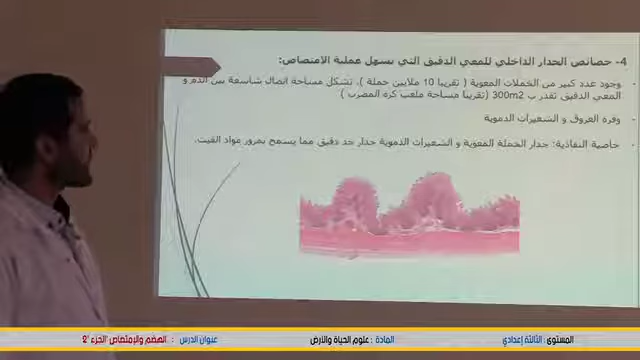 4- خصائص الجدار الداخلي للمعي الدقيق التي يسهل عملية الامتصاص:
- وجود عدد كبير من الخملات المعوية ( تقريبا 10 ملايين خملة )، تشكل مساحة اتصال شاسعة بين الدم و
المعي الدقيق تقدر ب 300m2 (تقريبا مساحة ملعب كرة المضرب )
- وفرة العروق و الشعيرات الدموية
- خاصية النفاذية: جدار الخملة المعوية و الشعيرات الدموية جدار جد دقيق مما يسمح بمرور مواد القيت.
المستوى : الثالثة إعدادي
المادة : علوم الحياة والارض
عنوان الدرس : الهضم والإمتصاص "الجزء 2"